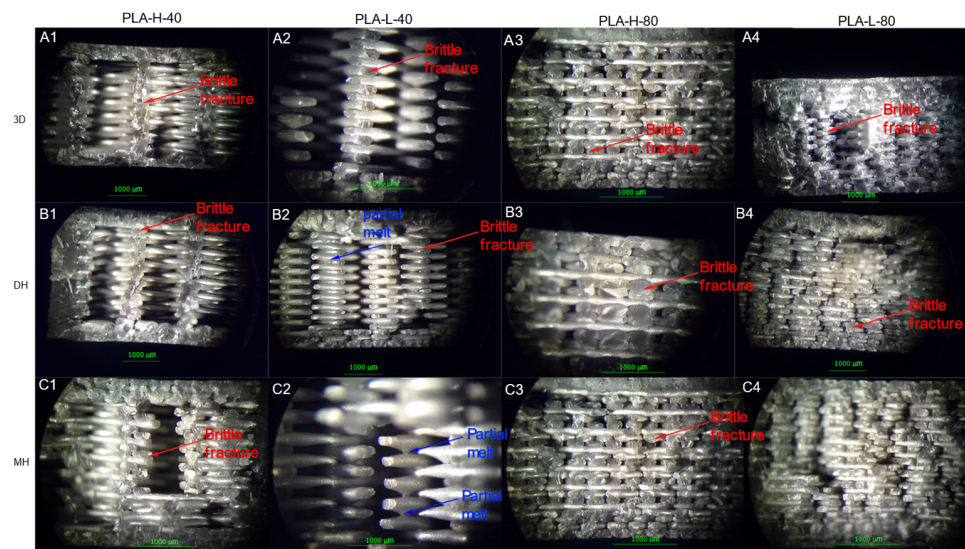 PLA-H-40
PLA-L-40
PLA-H-80
PLA-L-80
3D
A1
Brittle
fracture
1000 μm
A2
Brittle
fracture
1000 μm
A3
Brittle
fracture
1000 μm
A4
Brittle
fracture
1000 μm
DH
B1
Brittle
fracture
1000 μm
B2
partial
melt
Brittle
fracture
1000 μm
B3
Brittle
fracture
1000 μm
B4
Brittle
fracture
1000 μm
MH
C1
Brittle
fracture
1000 μm
C2
Partial
melt
Partial
melt
1000 μm
C3
Brittle
fracture
1000 μm
C4
1000 μm